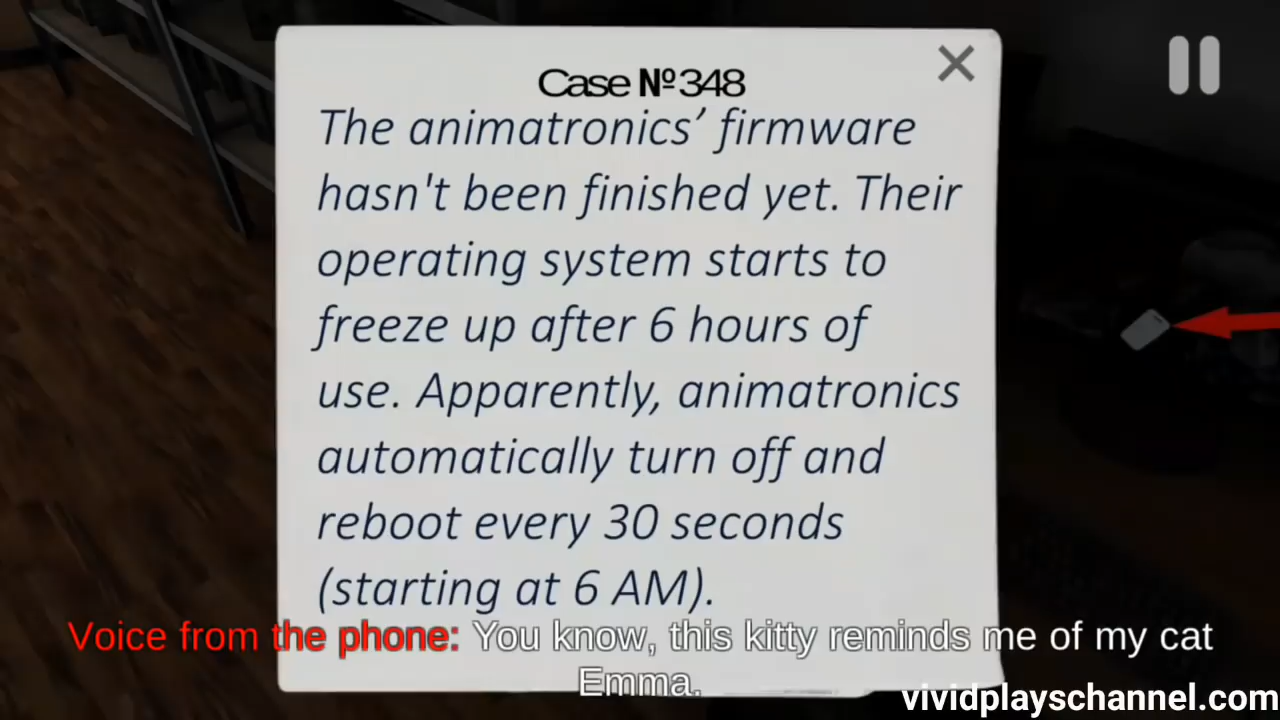 Case №348
The animatronics’ firmware
hasn't been finished yet. Their
operating system starts to
freeze up after 6 hours of
use. Apparently, animatronics
automatically turn off and
reboot every 30 seconds
(starting at 6 AM).
Voice from the phone: You know, this kitty reminds me of my cat
Emma.
vividplayschannel.com